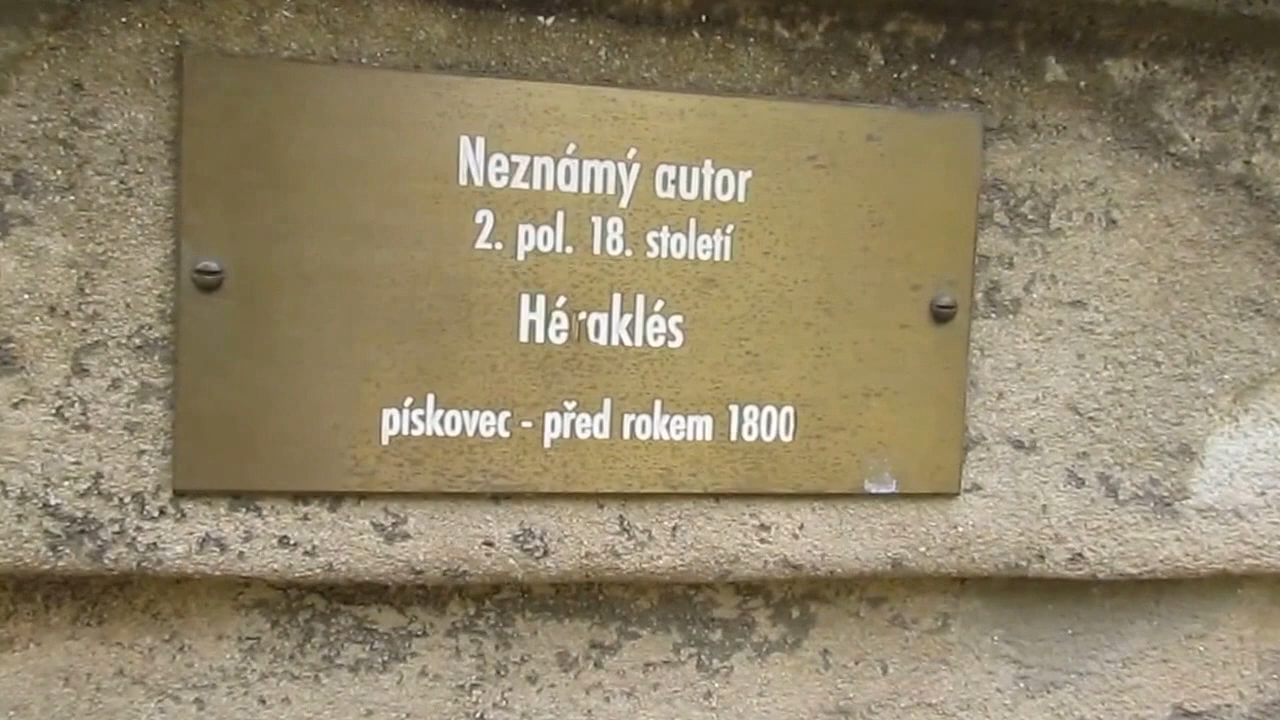 Neznámý autor
2. pol. 18. století
Héraklés
pískovec - před rokem 1800